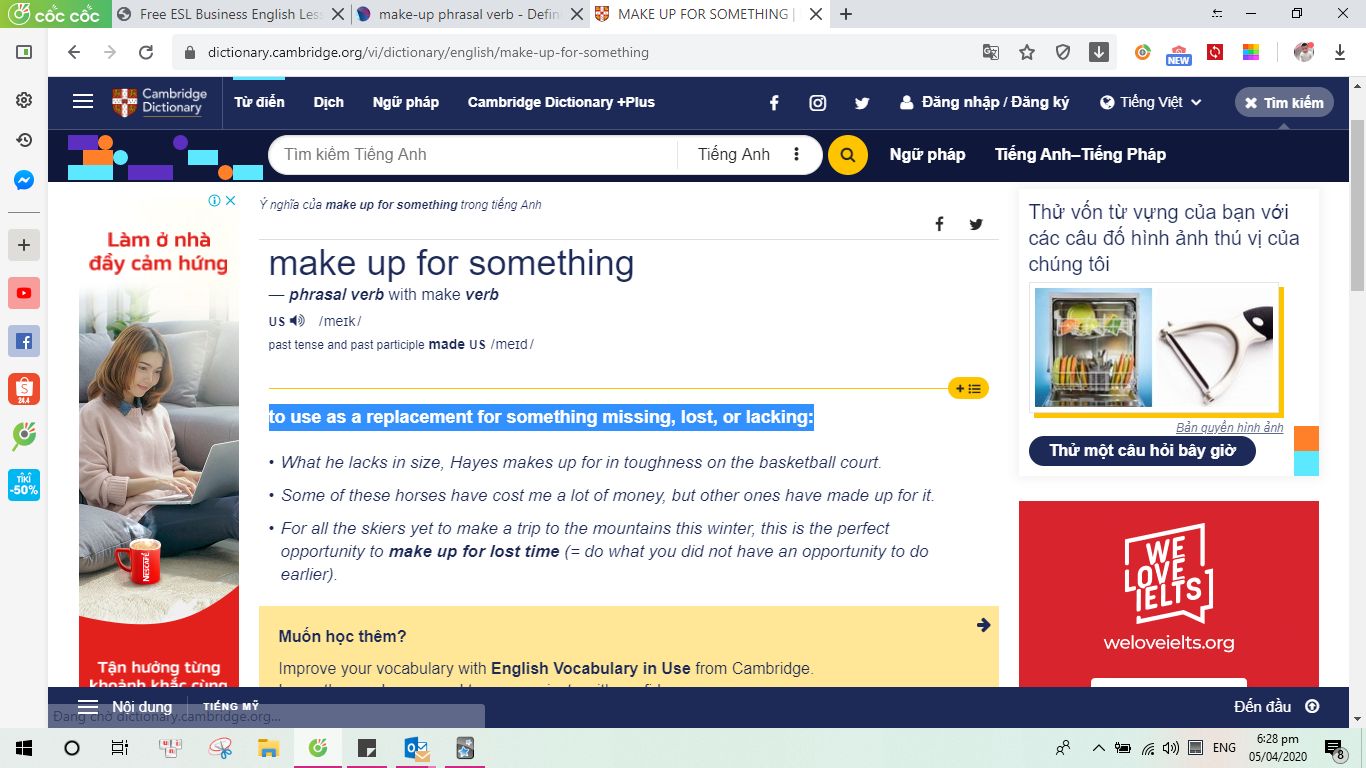 cốc cốc
Free ESL Business English Less
make-up phrasal verb - Defin
MAKE UP FOR SOMETHING |
dictionary.cambridge.org/vi/dictionary/english/make-up-for-something
NEW
Cambridge
Dictionary
Từ điển
Dịch
Ngữ pháp
Cambridge Dictionary +Plus
Đăng nhập / Đăng ký
Tiếng Việt
Tìm kiếm
Tìm kiếm Tiếng Anh
Tiếng Anh
Ngữ pháp
Tiếng Anh–Tiếng Pháp
24.4
TIKI
-50%
Làm ở nhà
đầy cảm hứng
NESCAFÉ
Tận hưởng từng
khoảnh khắc cùng
Ý nghĩa của make up for something trong tiếng Anh
make up for something
— phrasal verb with make verb
US /meɪk/
past tense and past participle made US /meɪd/
to use as a replacement for something missing, lost, or lacking:
• What he lacks in size, Hayes makes up for in toughness on the basketball court.
• Some of these horses have cost me a lot of money, but other ones have made up for it.
• For all the skiers yet to make a trip to the mountains this winter, this is the perfect
opportunity to make up for lost time (= do what you did not have an opportunity to do
earlier).
Muốn học thêm?
Improve your vocabulary with English Vocabulary in Use from Cambridge.
Thử vốn từ vựng của bạn với
các câu đố hình ảnh thú vị của
chúng tôi
Bản quyền hình ảnh
Thử một câu hỏi bây giờ
WE
LOVE
IELTS
weloveielts.org
Nội dung
TIẾNG MỸ
Đến đầu
Đang chờ dictionary.cambridge.org...
ENG
6:28 pm
05/04/2020
8